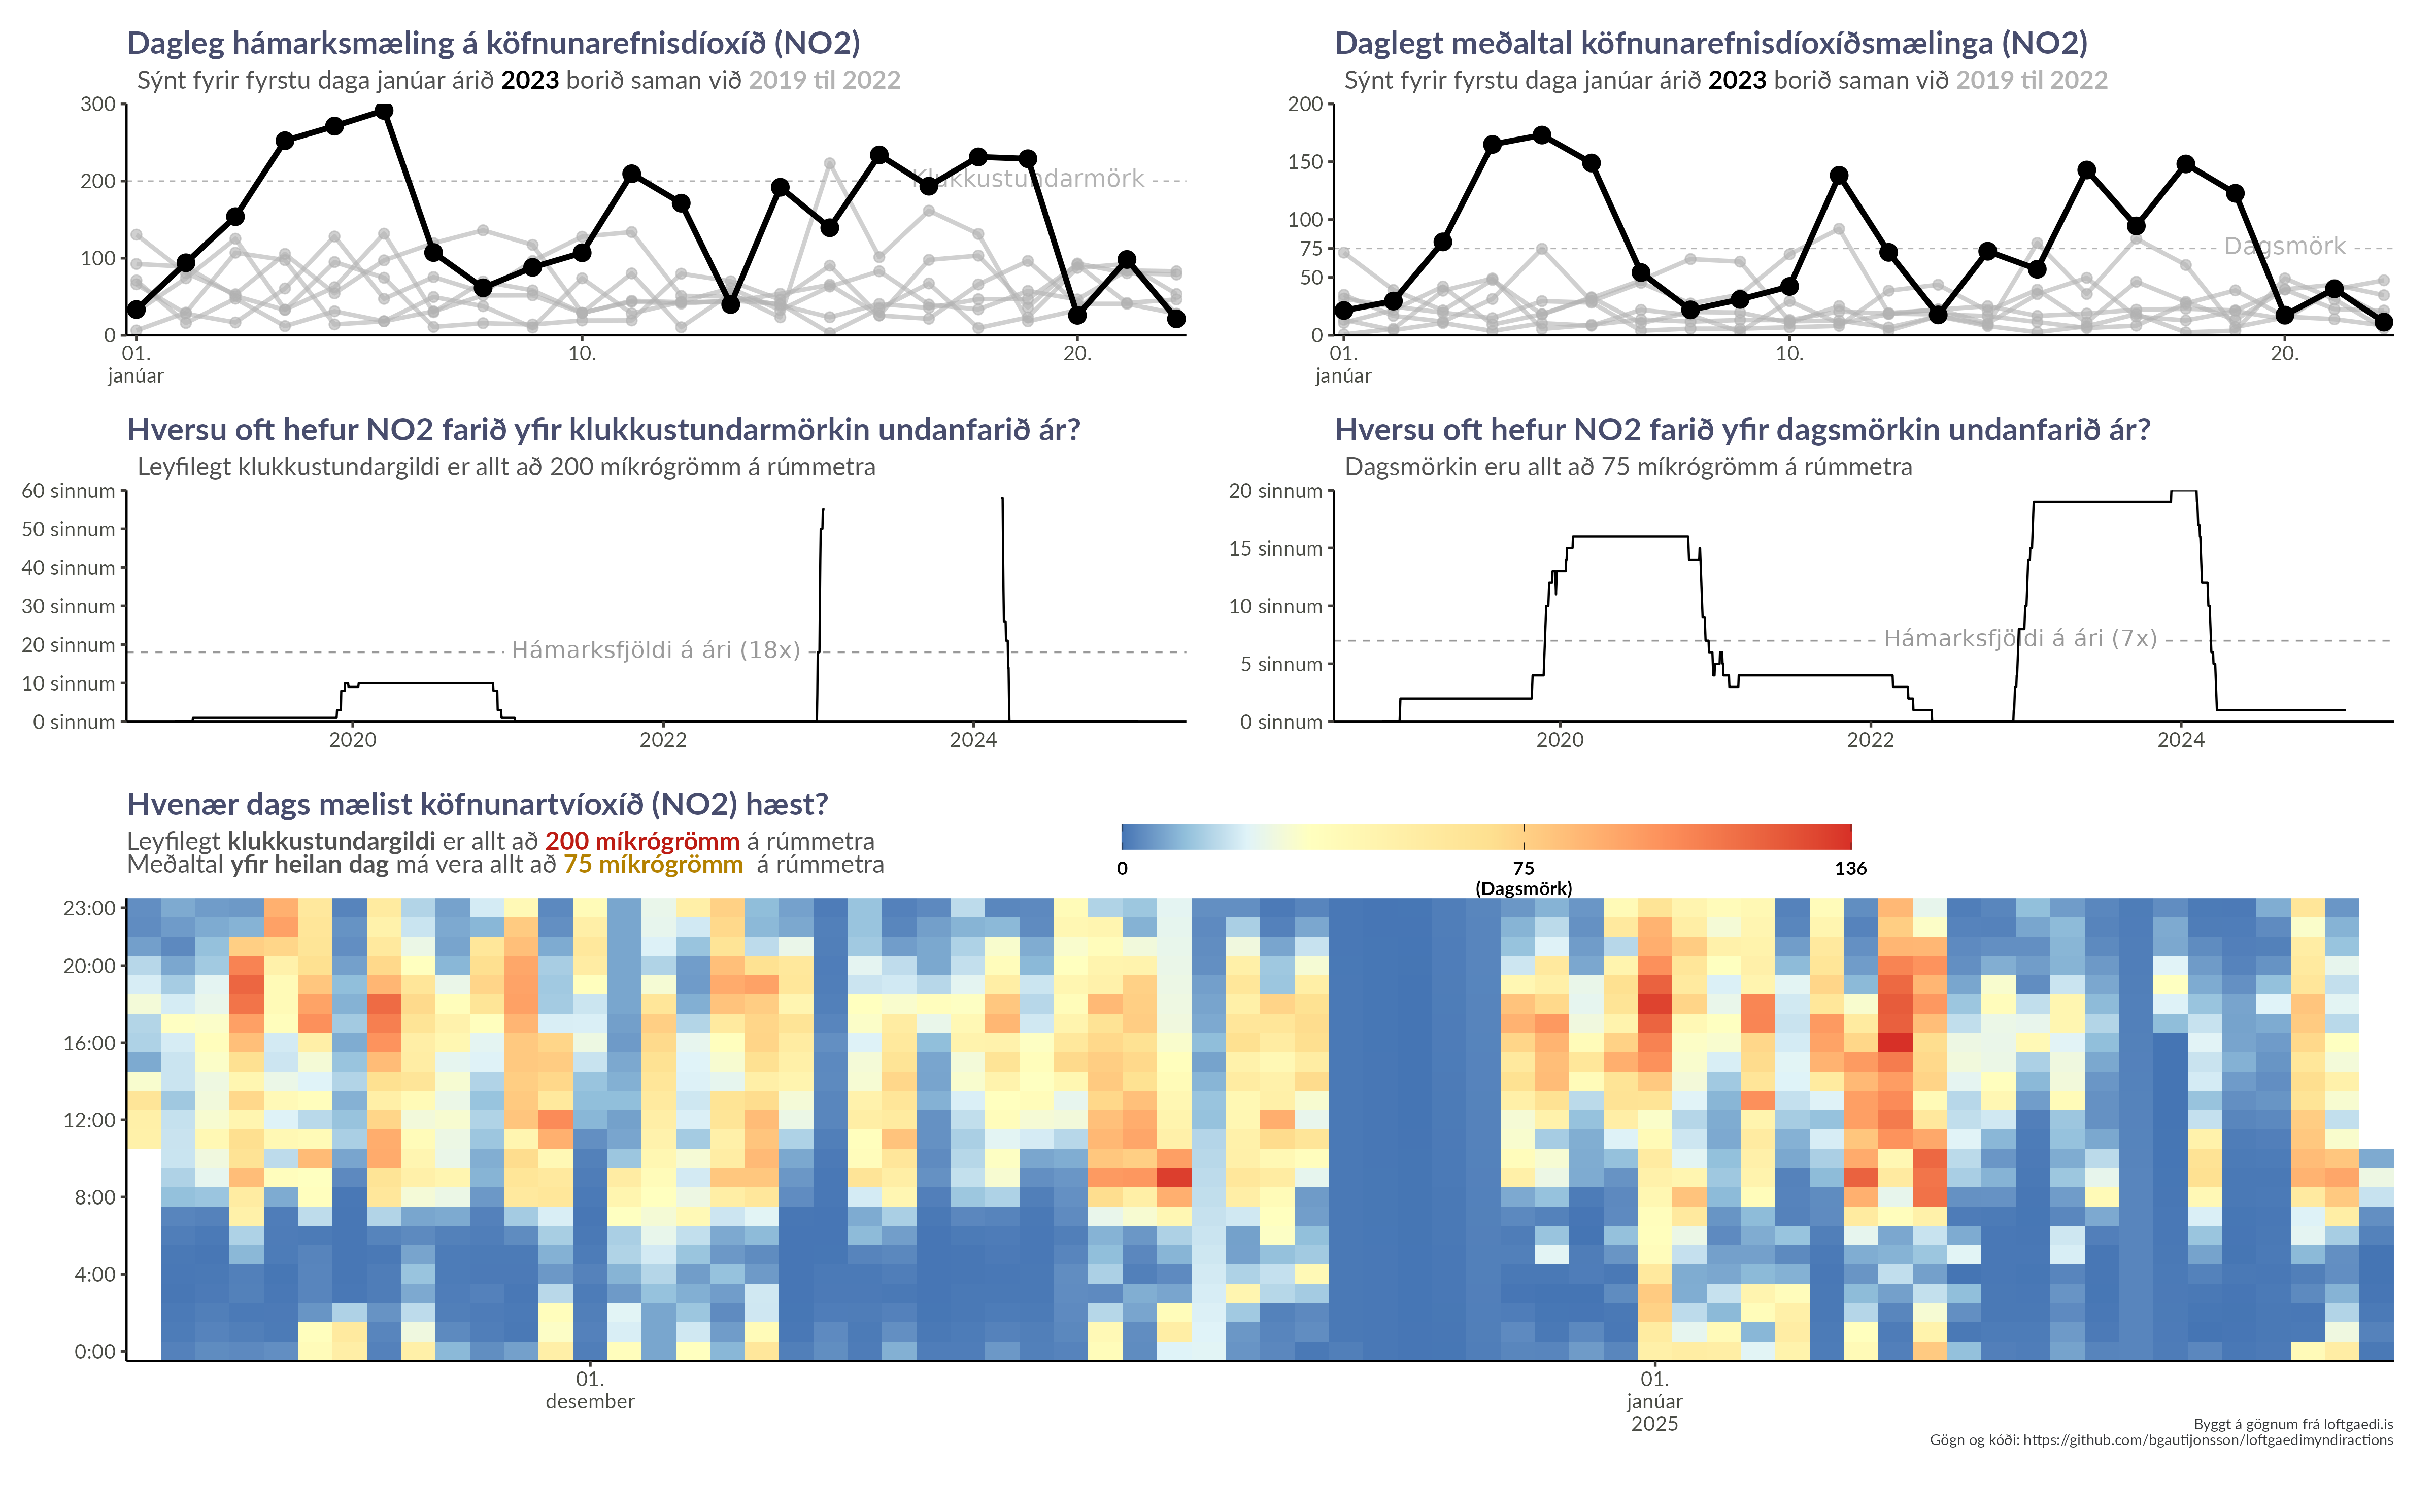 Dagleg hámarksmæling á köfnunarefnisdíoxíð (NO2)
Sýnt fyrir fyrstu daga janúar árið 2023 borið saman við 2019 til 2022
300
200
100
0
Klukkustundarmörk
01.
janúar
10.
20.
Daglegt meðaltal köfnunarefnisdíoxíðsmælinga (NO2)
Sýnt fyrir fyrstu daga janúar árið 2023 borið saman við 2019 til 2022
200
150
100
75
50
0
Dagsmörk
01.
janúar
10.
20.
Hversu oft hefur NO2 farið yfir klukkustundarmörkin undanfarið ár?
Leyfilegt klukkustundargildi er allt að 200 míkrógrömm á rúmmetra
60 sinnum
50 sinnum
40 sinnum
30 sinnum
20 sinnum
10 sinnum
0 sinnum
Hámarksfjöldi á ári (18x)
2020
2022
2024
Hversu oft hefur NO2 farið yfir dagsmörkin undanfarið ár?
Dagsmörkin eru allt að 75 míkrógrömm á rúmmetra
20 sinnum
15 sinnum
10 sinnum
5 sinnum
0 sinnum
Hámarksfjöldi á ári (7x)
2020
2022
2024
Hvenær dags mælist köfnunartvíoxíð (NO2) hæst?
Leyfilegt klukkustundargildi er allt að 200 míkrógrömm á rúmmetra
Meðaltal yfir heilan dag má vera allt að 75 míkrógrömm á rúmmetra
0
75
(Dagsmörk)
136
23:00
20:00
16:00
12:00
8:00
4:00
0:00
01.
desember
01.
janúar
2025
Byggt á gögnum frá loftgaedi.is
Gögn og kóði: https://github.com/bgautijonsson/loftgaedimyndiractions